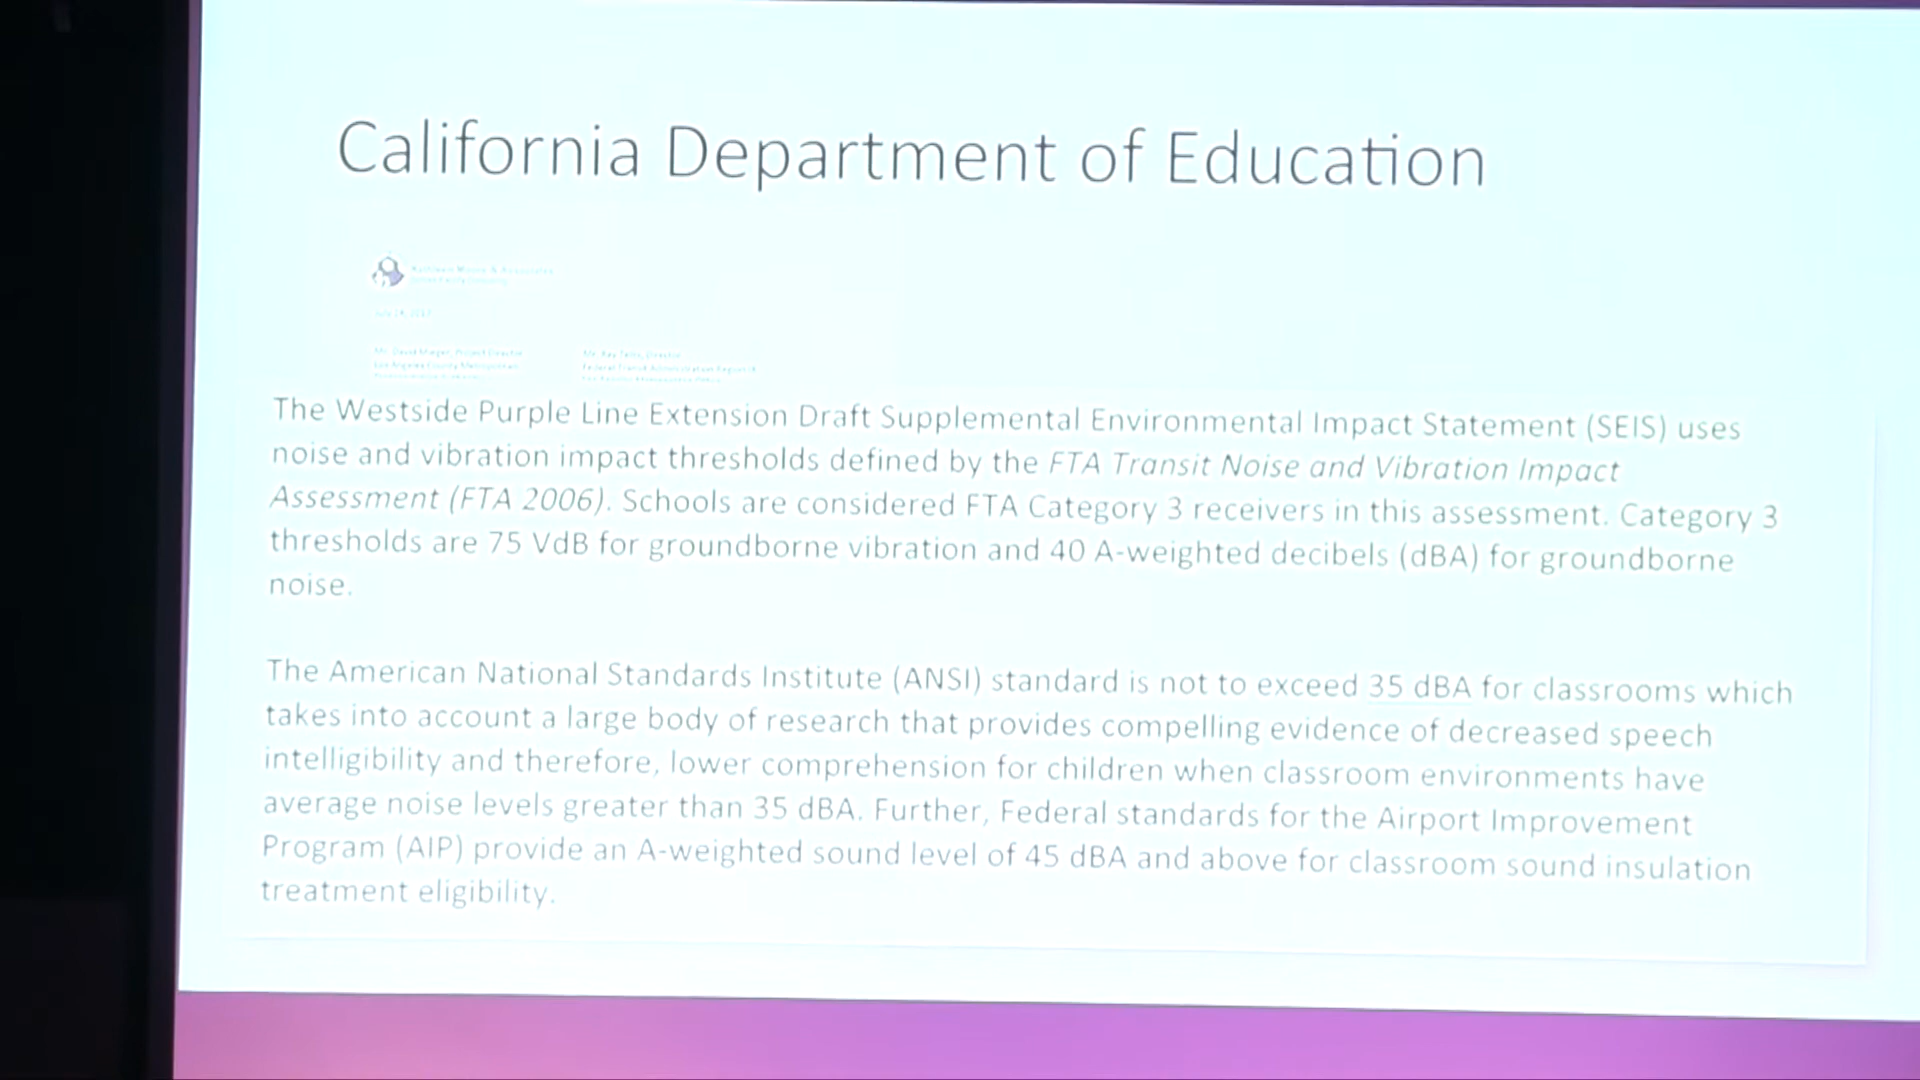 California Department of Education
The Westside Purple Line Extension Draft Supplemental Environmental Impact Statement (SEIS) uses
noise and vibration impact thresholds defined by the FTA Transit Noise and Vibration Impact
Assessment (FTA 2006). Schools are considered FTA Category 3 receivers in this assessment. Category 3
thresholds are 75 VdB for groundborne vibration and 40 A-weighted decibels (dBA) for groundborne
noise.
The American National Standards Institute (ANSI) standard is not to exceed 35 dBA for classrooms which
takes into account a large body of research that provides compelling evidence of decreased speech
intelligibility and therefore, lower comprehension for children when classroom environments have
average noise levels greater than 35 dBA. Further, Federal standards for the Airport Improvement
Program (AIP) provide an A-weighted sound level of 45 dBA and above for classroom sound insulation
treatment eligibility.